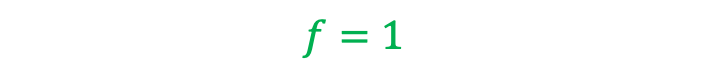 f = 1